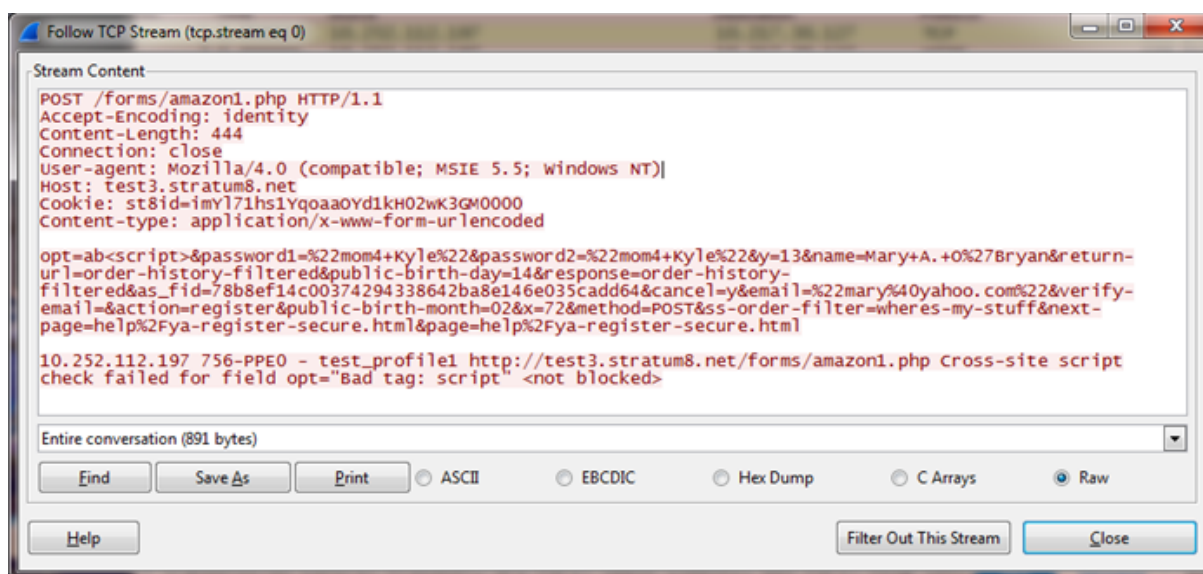 Follow TCP Stream (tcp.stream eq 0)
Stream Content
POST /forms/amazon1.php HTTP/1.1
Accept-Encoding: identity
Content-Length: 444
Connection: close
User-agent: Mozilla/4.0 (compatible; MSIE 5.5; Windows NT)
Host: test3.stratum8.net
Cookie: st8id=imYl71hs1YqoaaOYd1kH02wK3GM0000
Content-type: application/x-www-form-urlencoded
opt=ab<script>&password1=%22mom4+Kyle%22&password2=%22mom4+Kyle%22&y=13&name=Mary+A.+O%27Bryan&return-
url=order-history-filtered&public-birth-day=14&response=order-history-
filtered&as_fid=78b8ef14c00374294338642ba8e146e035cadd64&cancel=y&email=%22mary%40yahoo.com%22&verify-
email=&action=register&public-birth-month=02&x=72&method=POST&ss-order-filter=wheres-my-stuff&next-
page=help%2Fya-register-secure.html&page=help%2Fya-register-secure.html
10.252.112.197 756-PPE0 - test_profile1 http://test3.stratum8.net/forms/amazon1.php Cross-site script
check failed for field opt="Bad tag: script" <not blocked>
Entire conversation (891 bytes)
Find Save As Print ASCII EBCDIC Hex Dump C Arrays Raw
Help Filter Out This Stream Close